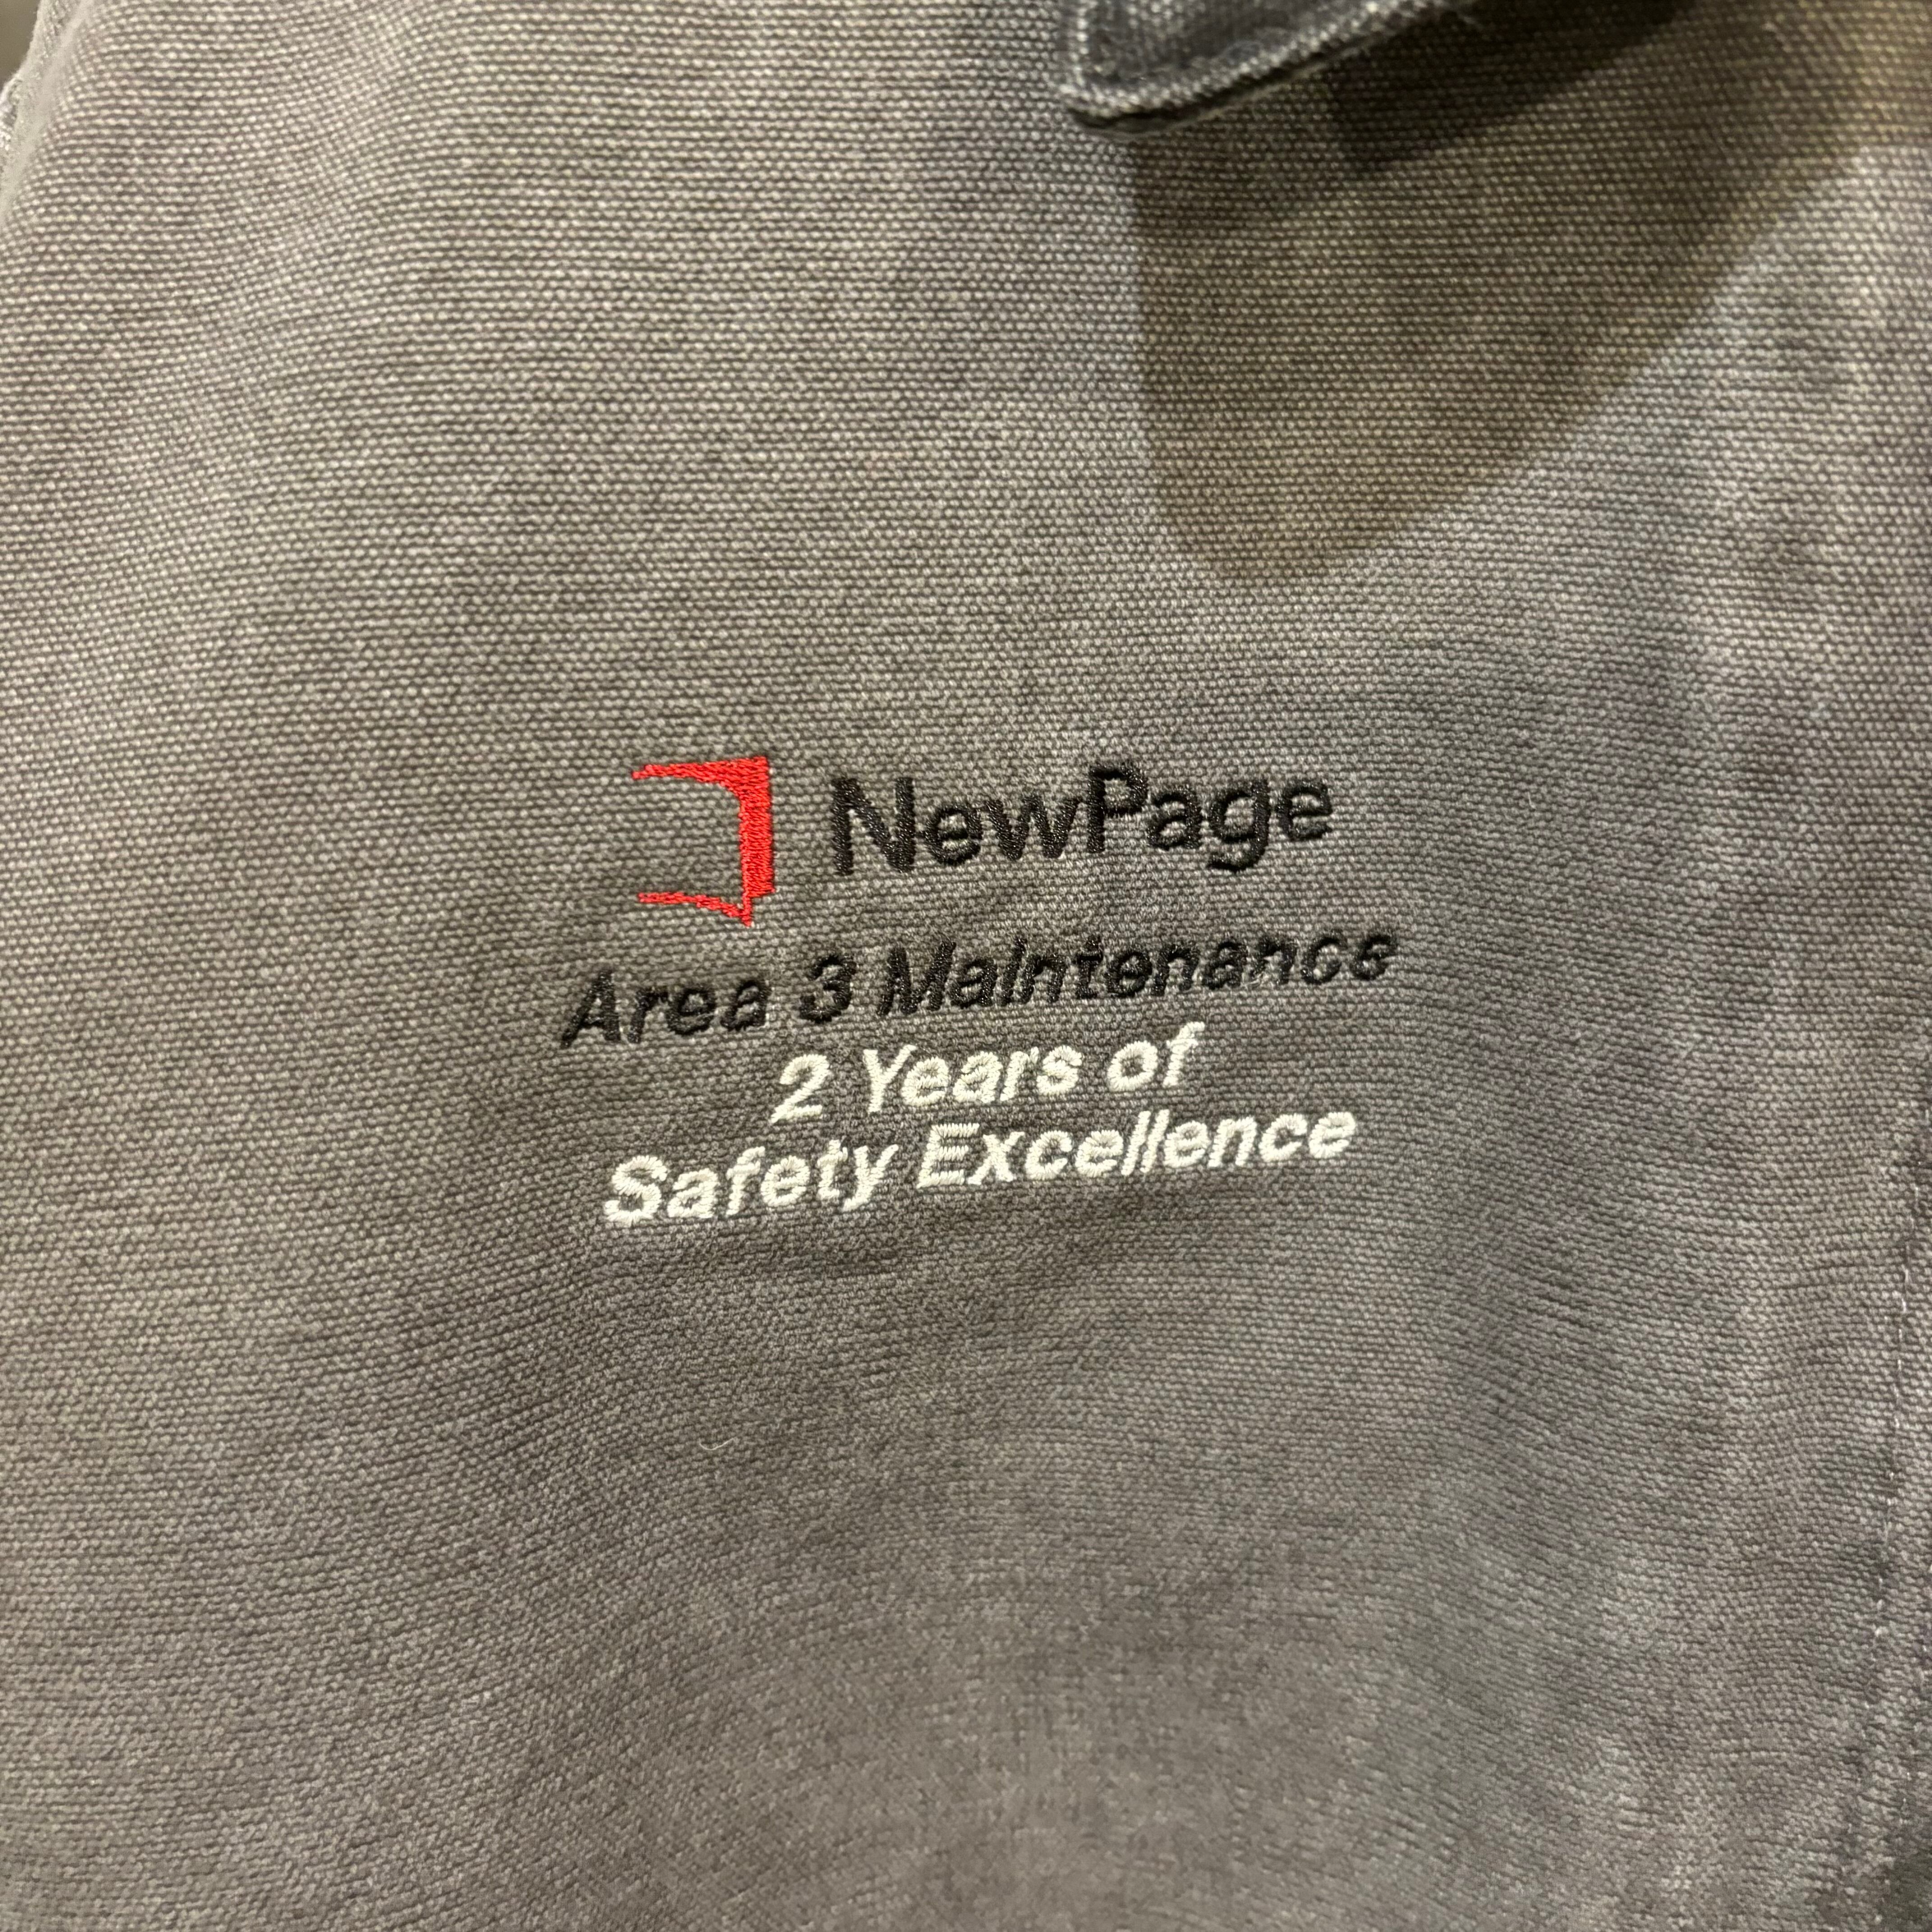 NewPage
Area 3 Maintenance
2 Years of
Safety Excellence